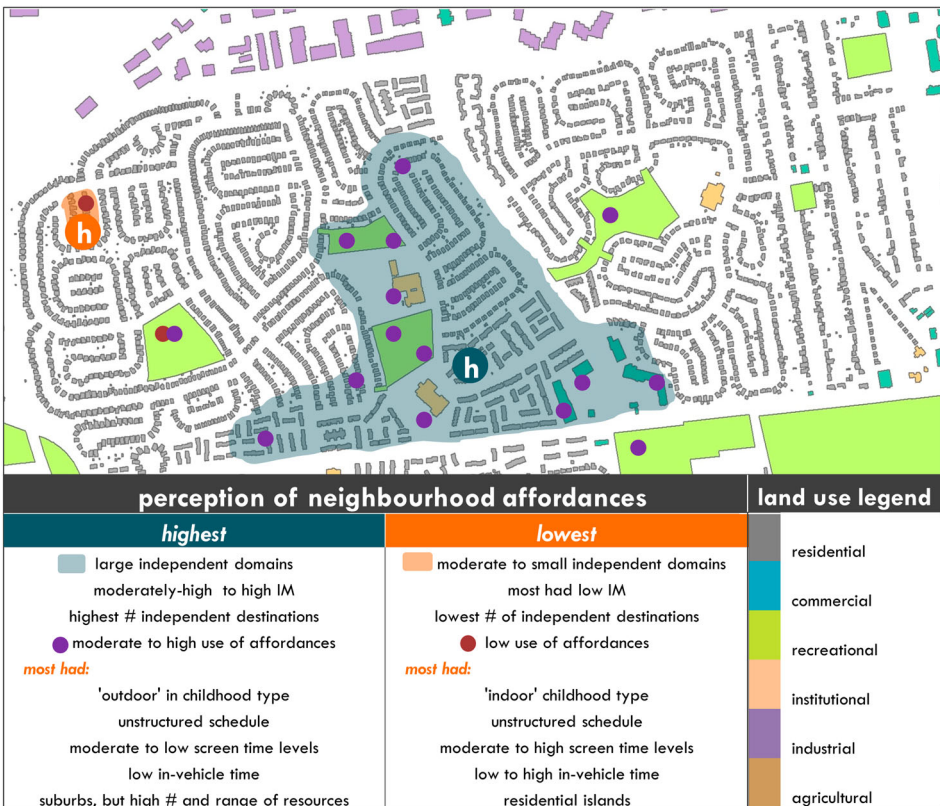 h
h
perception of neighbourhood affordances
land use legend
highest
lowest
large independent domains
moderate to small independent domains
moderately-high to high IM
most had low IM
highest # independent destinations
lowest # of independent destinations
moderate to high use of affordances
low use of affordances
most had:
most had:
'outdoor' in childhood type
'indoor' childhood type
unstructured schedule
unstructured schedule
moderate to low screen time levels
moderate to high screen time levels
low in-vehicle time
low to high in-vehicle time
suburbs, but high # and range of resources
residential islands
residential
commercial
recreational
institutional
industrial
agricultural